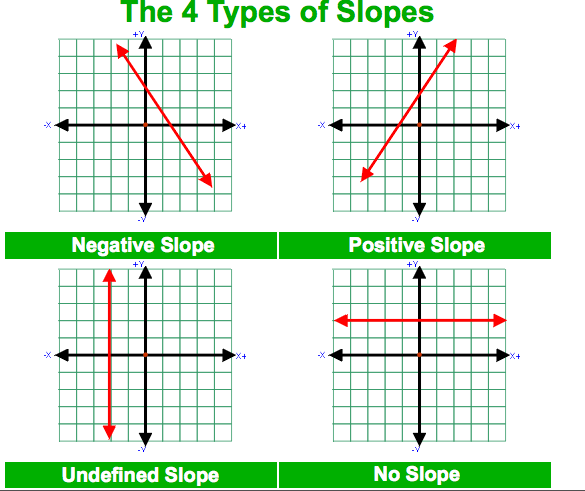 The 4 Types of Slopes
+Y +Y
-X X+ -X X+
-Y -Y
Negative Slope Positive Slope
+Y +Y
-X X+ -X X+
-Y -Y
Undefined Slope No Slope